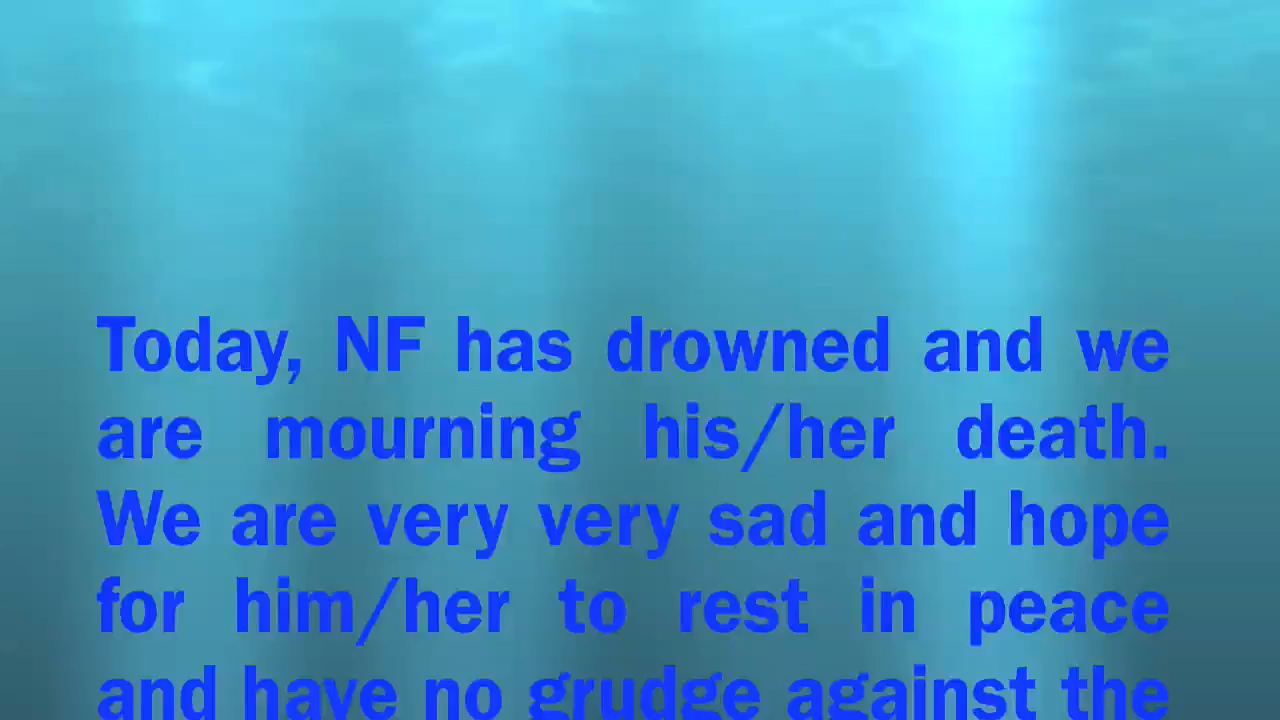 Today, NF has drowned and we
are mourning his/her death.
We are very very sad and hope
for him/her to rest in peace
and have no grudge against the